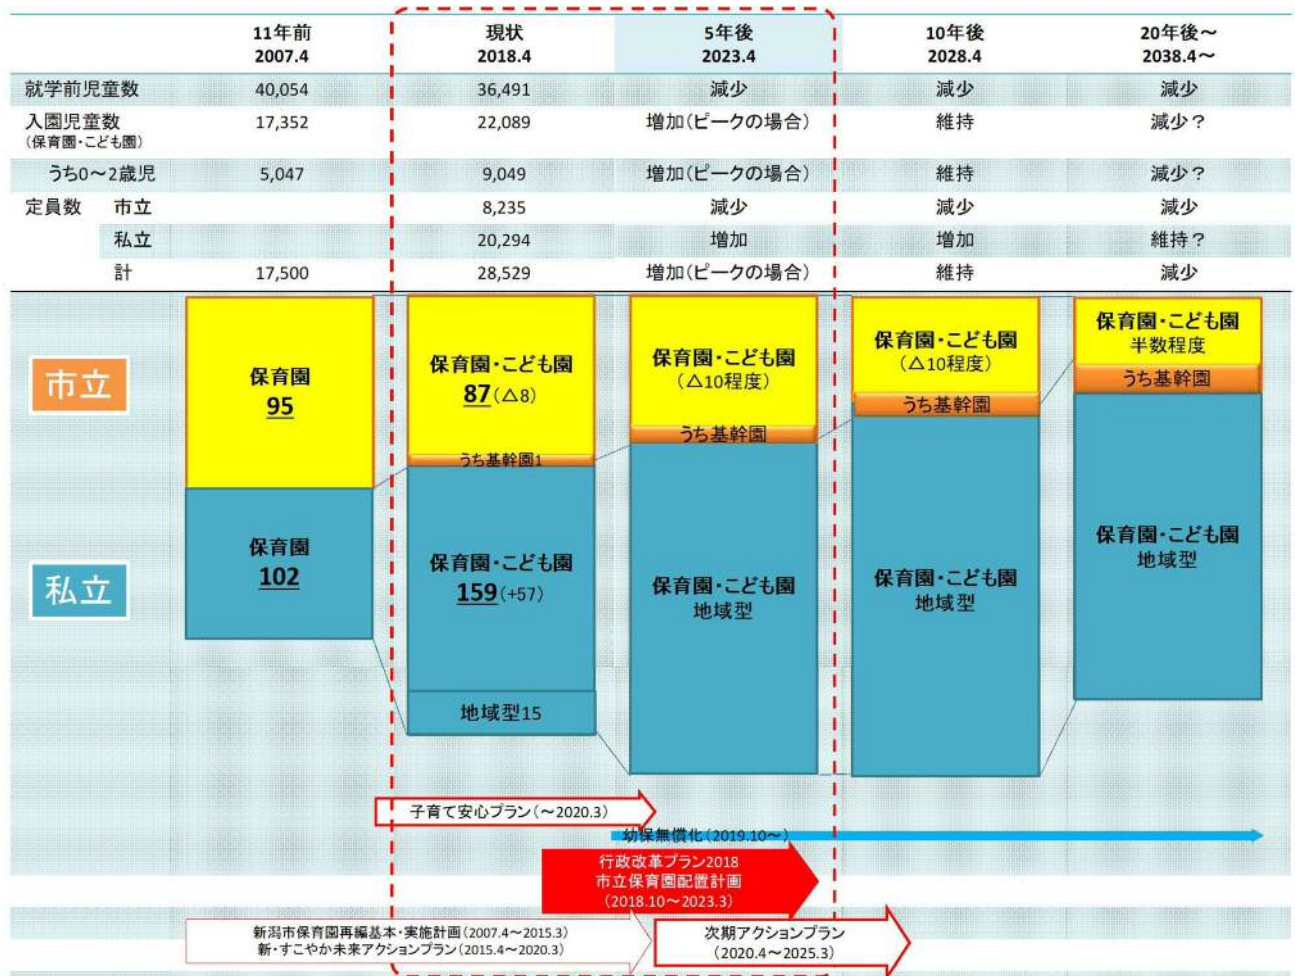 11年前 現状 5年後 10年後 20年後～
2007.4 2018.4 2023.4 2028.4 2038.4～
就学前児童数 40,054 36,491 減少 減少 減少
入園児童数 17,352 22,089 増加(ピークの場合) 維持 減少？
(保育園・こども園)
うち0～2歳児 5,047 9,049 増加(ピークの場合) 維持 減少？
定員数 市立 8,235 減少 減少 減少
私立 20,294 増加 増加 維持？
計 17,500 28,529 増加(ピークの場合) 維持 減少
市立
保育園
95
保育園・こども園
87(△8)
うち基幹園1
保育園・こども園
(△10程度)
うち基幹園
保育園・こども園
(△10程度)
うち基幹園
保育園・こども園
半数程度
うち基幹園
私立
保育園
102
保育園・こども園
159(+57)
地域型15
保育園・こども園
地域型
保育園・こども園
地域型
保育園・こども園
地域型
子育て安心プラン(～2020.3)
幼保無償化(2019.10～)
行政改革プラン2018
市立保育園配置計画
(2018.10～2023.3)
新潟市保育園再編基本・実施計画(2007.4～2015.3)
新・すこやか未来アクションプラン(2015.4～2020.3)
次期アクションプラン
(2020.4～2025.3)